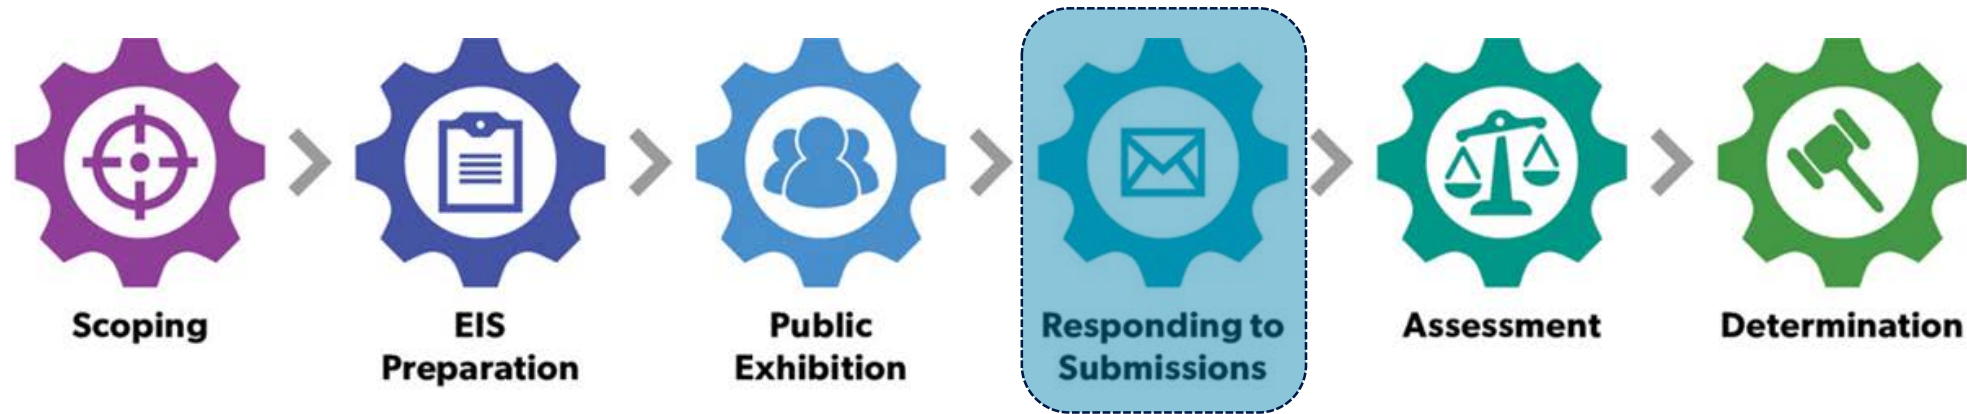 Scoping
EIS
Preparation
Public
Exhibition
Responding to
Submissions
Assessment
Determination